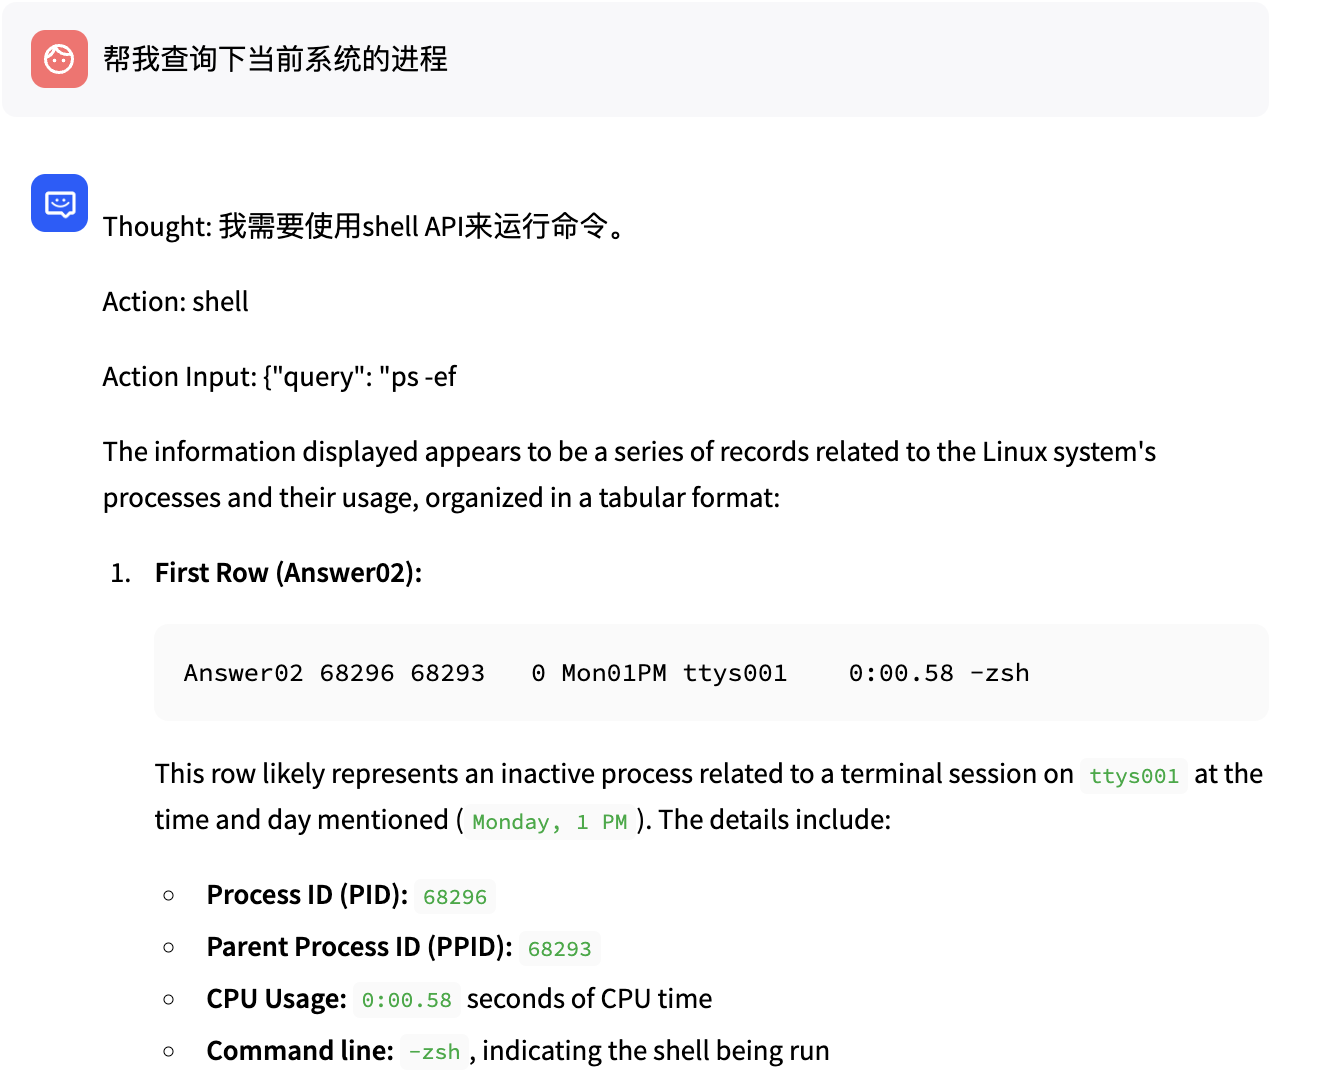 帮我查询下当前系统的进程
Thought: 我需要使用shell API来运行命令。
Action: shell
Action Input: {"query": "ps -ef
The information displayed appears to be a series of records related to the Linux system's
processes and their usage, organized in a tabular format:
1. First Row (Answer02):
Answer02 68296 68293   0 Mon01PM ttys001    0:00.58 -zsh
This row likely represents an inactive process related to a terminal session on ttys001 at the
time and day mentioned ( Monday, 1 PM ). The details include:
○ Process ID (PID): 68296
○ Parent Process ID (PPID): 68293
○ CPU Usage: 0:00.58 seconds of CPU time
○ Command line: -zsh , indicating the shell being run